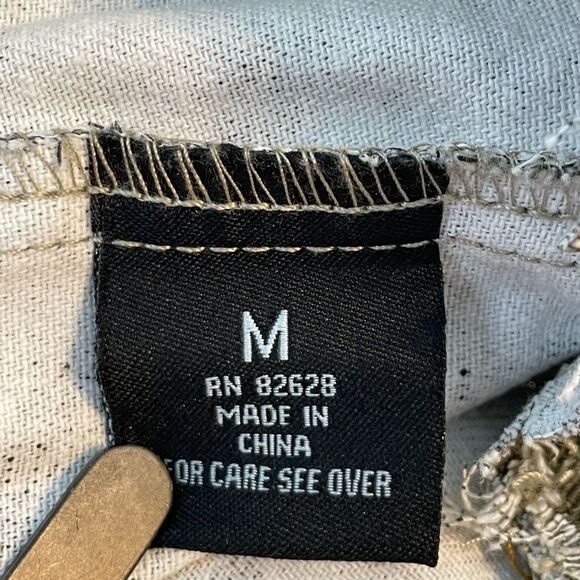 M
RN 82628
MADE IN
CHINA
FOR CARE SEE OVER